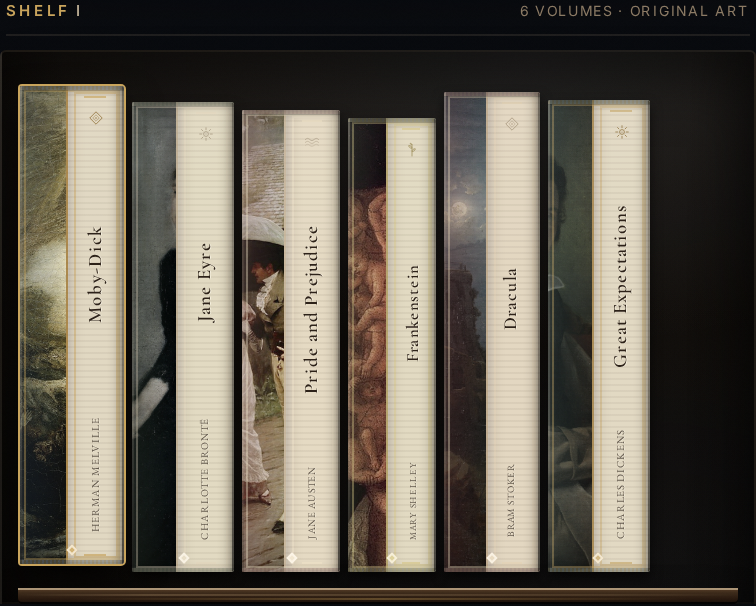 SHELF I
6 VOLUMES · ORIGINAL ART
Moby-Dick
HERMAN MELVILLE
Jane Eyre
CHARLOTTE BRONTË
Pride and Prejudice
JANE AUSTEN
Frankenstein
MARY SHELLEY
Dracula
BRAM STOKER
Great Expectations
CHARLES DICKENS